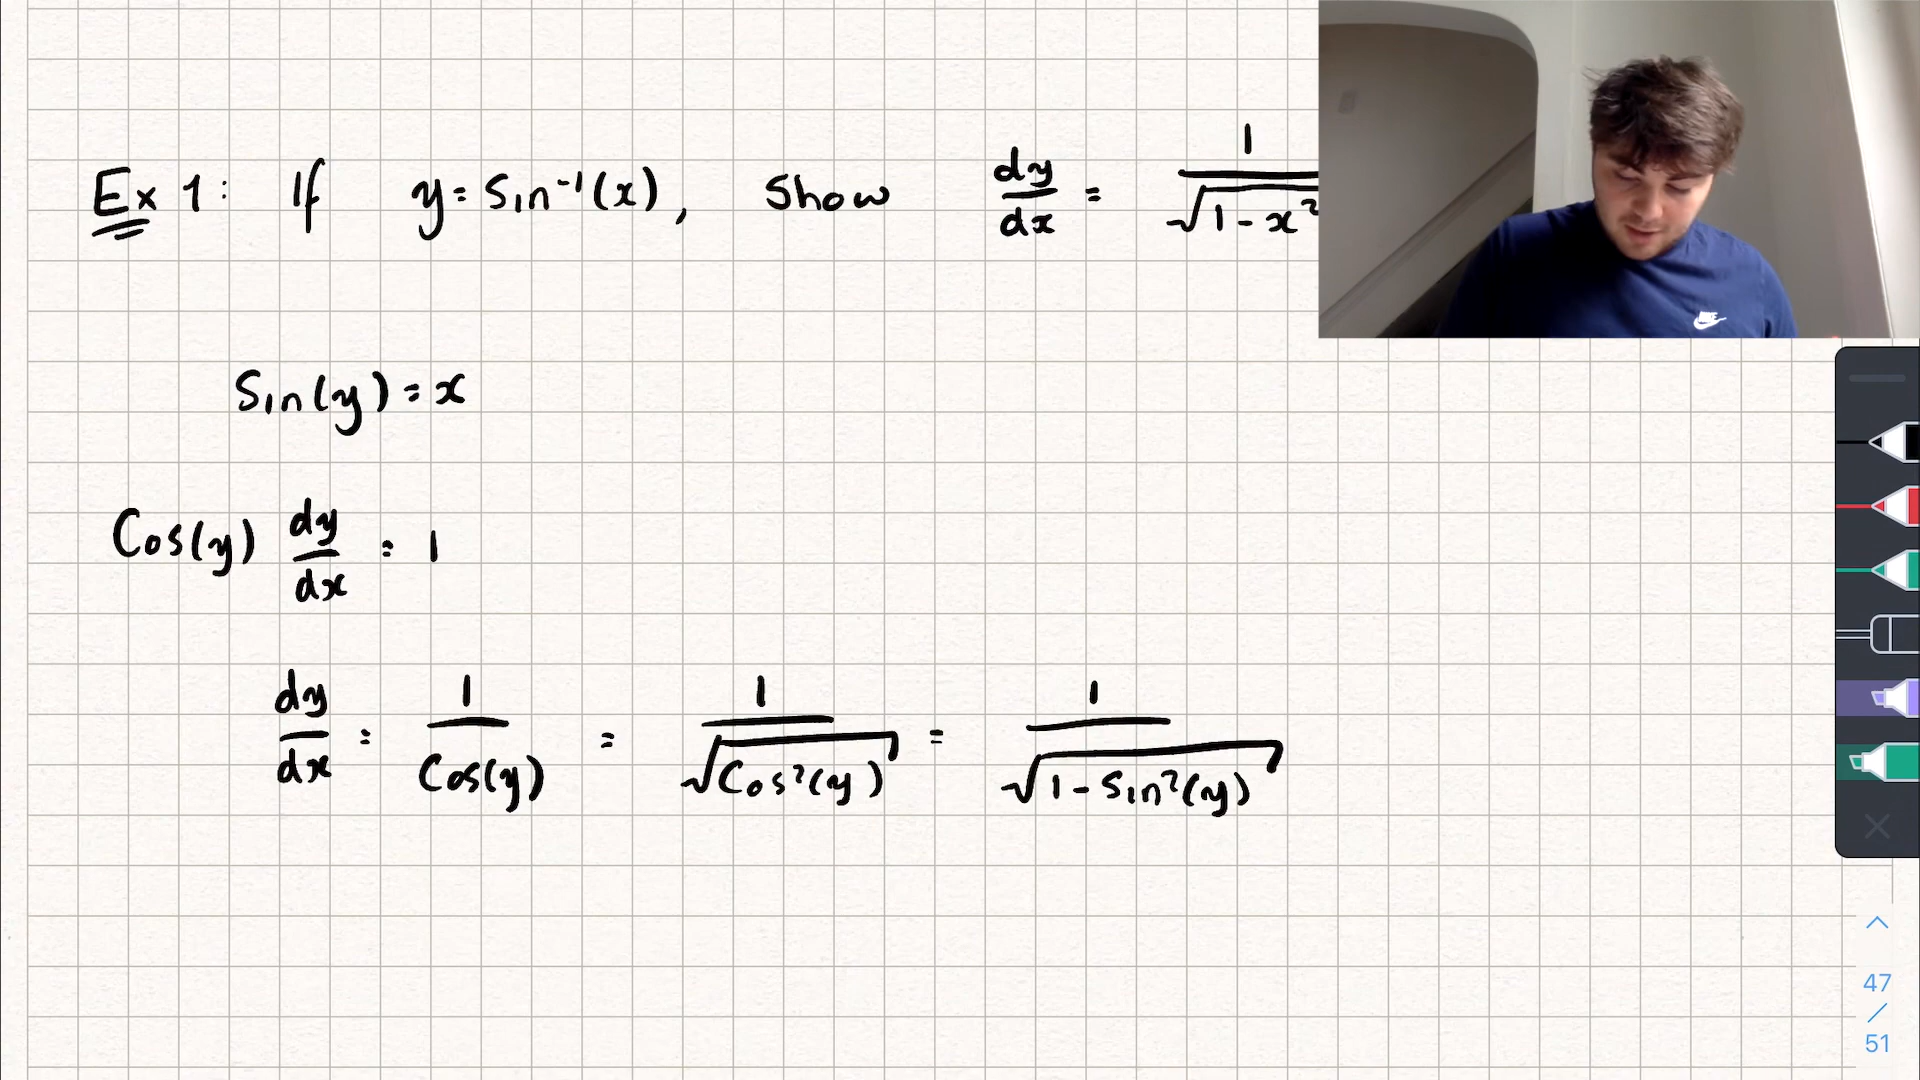 Ex 1: If y = Sin⁻¹(x), Show dy/dx = 1/√(1-x²
NIKE
Sin(y) = x
Cos(y) dy/dx = 1
dy/dx = 1/Cos(y) = 1/√(Cos²(y)) = 1/√(1-Sin²(y))
47
/
51